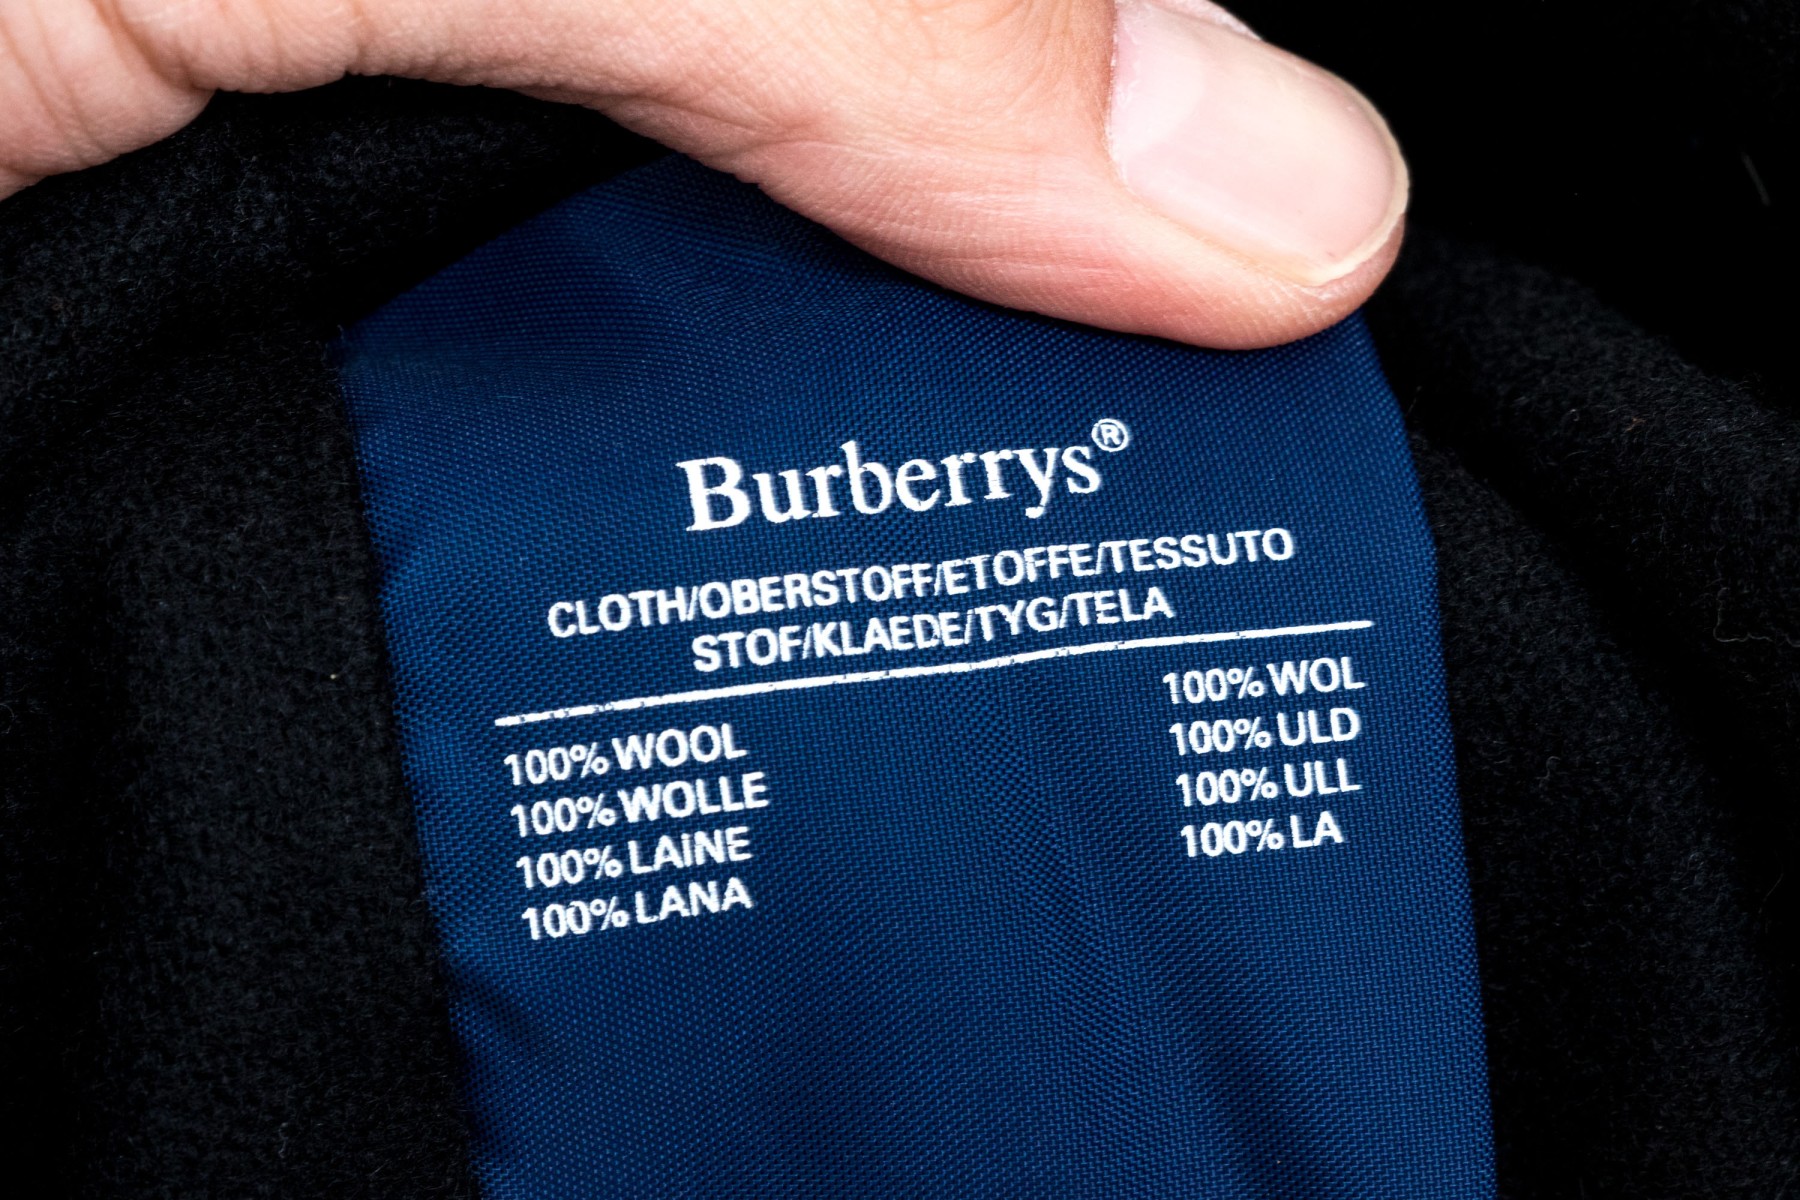 Burberrys®
CLOTH/OBERSTOFF/ETOFFE/TESSUTO
STOF/KLAEDE/TYG/TELA
100% WOOL
100% WOLLE
100% LAINE
100% LANA
100% WOL
100% ULD
100% ULL
100% LA